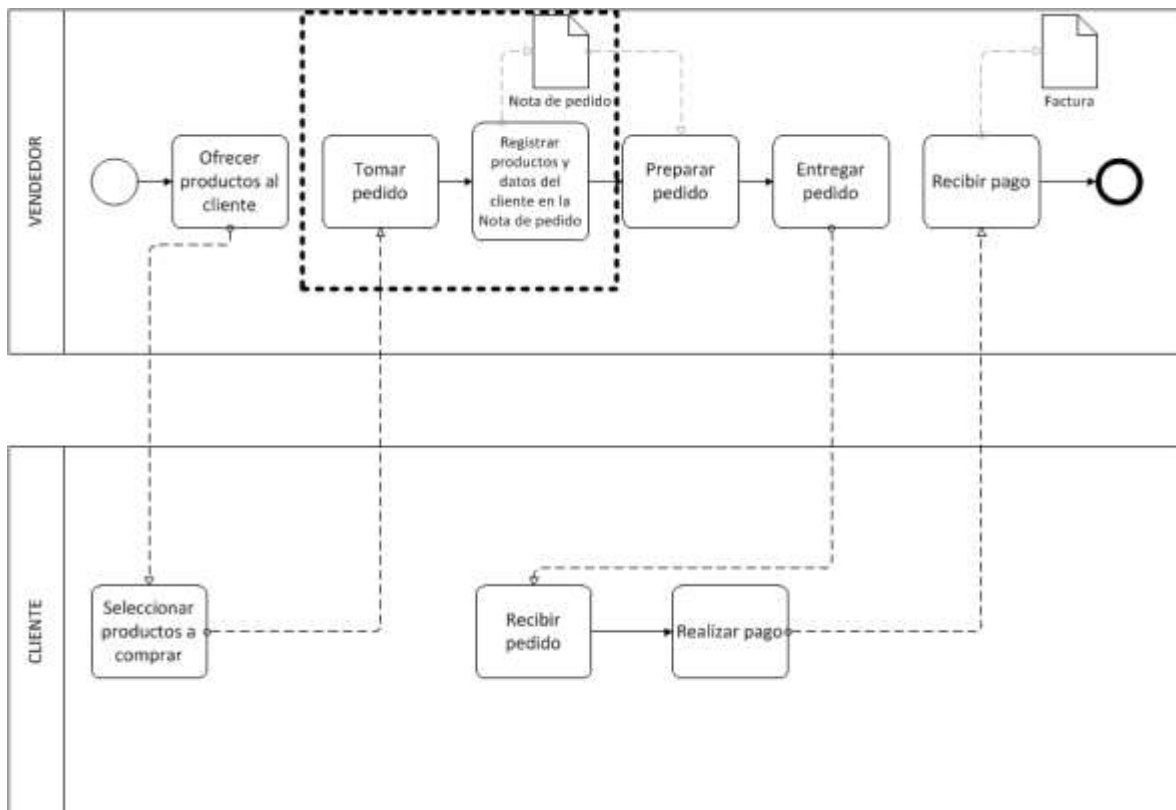 VENDEDOR
Nota de pedido
Factura
Ofrecer
productos al
cliente
Tomar
pedido
Registrar
productos y
datos del
cliente en la
Nota de pedido
Preparar
pedido
Entregar
pedido
Recibir pago
CLIENTE
Seleccionar
productos a
comprar
Recibir
pedido
Realizar pago